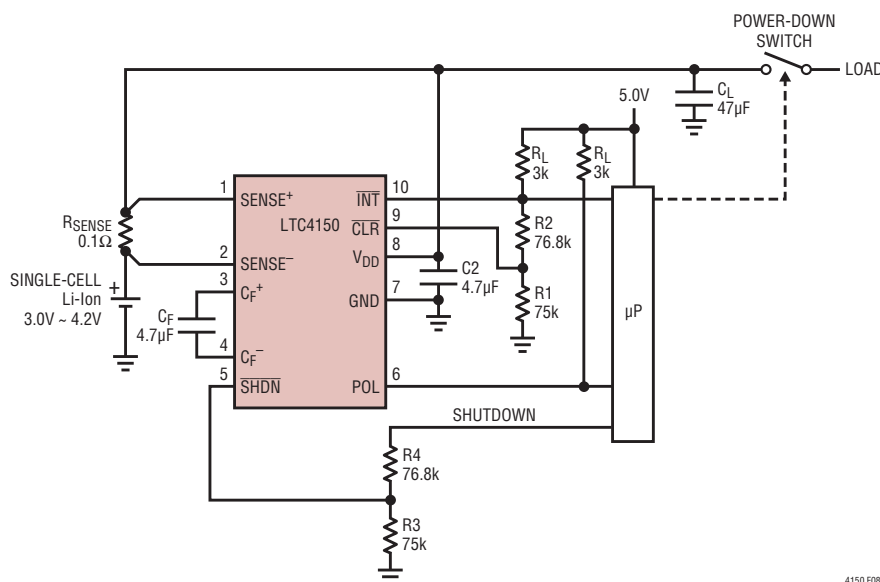 POWER-DOWN
SWITCH
LOAD
CL
47µF
5.0V
RL
3k
RL
3k
RSENSE
0.1Ω
SINGLE-CELL
Li-Ion
3.0V ~ 4.2V
+
CF
4.7µF
1
2
3
4
5
SENSE+
SENSE–
CF+
CF–
SHDN
LTC4150
INT
CLR
VDD
GND
POL
10
9
8
7
6
C2
4.7µF
R2
76.8k
R1
75k
µP
SHUTDOWN
R4
76.8k
R3
75k
4150 F08